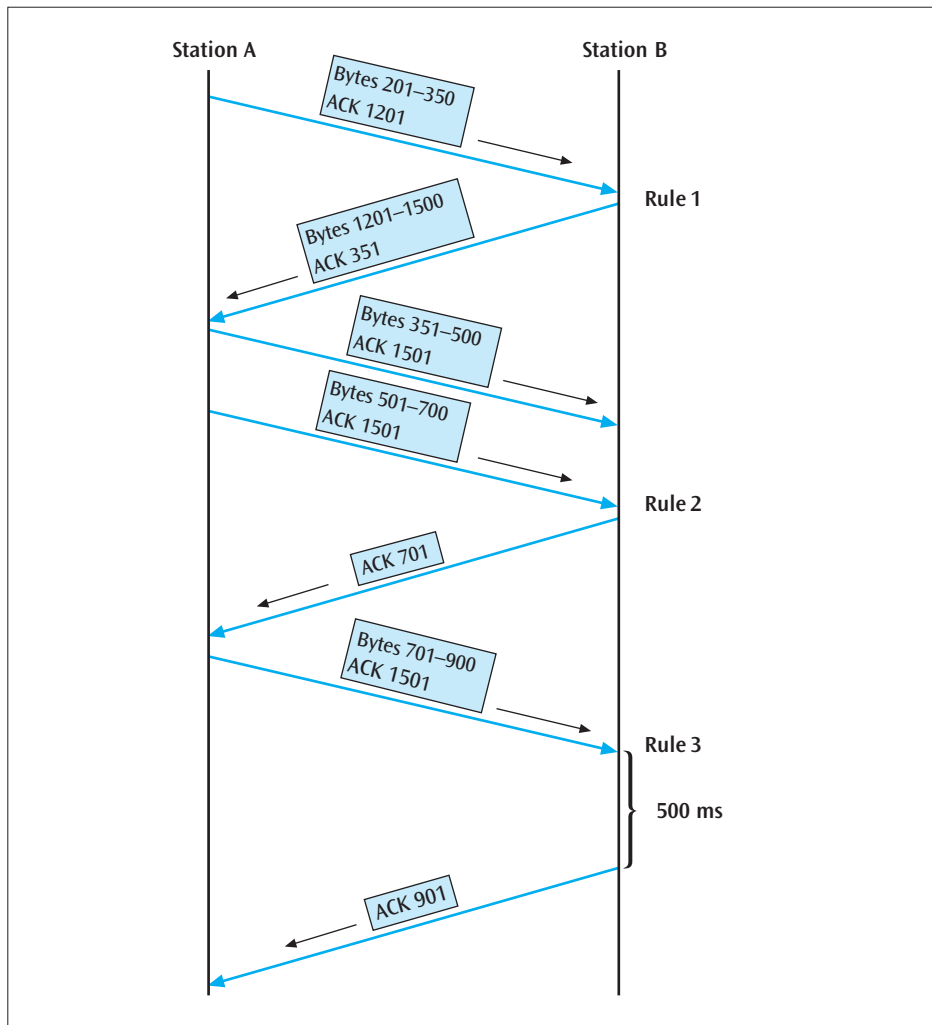 Station A
Station B
Bytes 201–350
ACK 1201
Rule 1
Bytes 1201–1500
ACK 351
Bytes 351–500
ACK 1501
Bytes 501–700
ACK 1501
Rule 2
ACK 701
Bytes 701–900
ACK 1501
Rule 3
500 ms
ACK 901